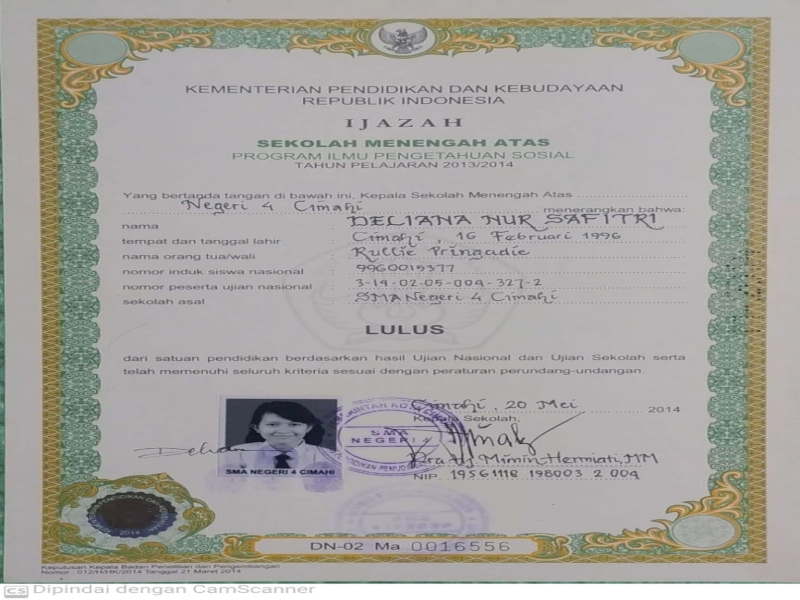 KEMENTERIAN PENDIDIKAN DAN KEBUDAYAAN
REPUBLIK INDONESIA
IJAZAH
SEKOLAH MENENGAH ATAS
PROGRAM ILMU PENGETAHUAN SOSIAL
TAHUN PELAJARAN 2013/2014
Yang bertanda tangan di bawah ini, Kepala Sekolah Menengah Atas
Negeri 4 Cimahi menerangkan bahwa:
nama DELIANA NUR SAFITRI
tempat dan tanggal lahir Cimahi, 16 Februari 1996
nama orang tua/wali Rullie Pringadie
nomor induk siswa nasional 9960015377
nomor peserta ujian nasional 3-14-02-05-004-327-2
sekolah asal SMA Negeri 4 Cimahi
LULUS
dari satuan pendidikan berdasarkan hasil Ujian Nasional dan Ujian Sekolah serta
telah memenuhi seluruh kriteria sesuai dengan peraturan perundang-undangan.
Cimahi, 20 Mei 2014
Kepala Sekolah,
SMA
NEGERI 4
SMA NEGERI 4 CIMAHI
Dra. Hj. Mimin Hermiati, MM
NIP. 19561118 198003 2 004
2014
DN-02 Ma 0016556
Keputusan Kepala Badan Penelitian dan Pengembangan
Nomor : 012/H/HK/2014 Tanggal 21 Maret 2014
CS Dipindai dengan CamScanner